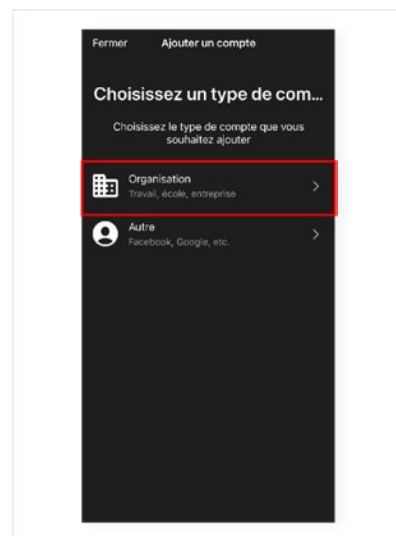 Fermer Ajouter un compte
Choisissez un type de com...
Choisissez le type de compte que vous
souhaitez ajouter
Organisation
Travail, école, entreprise
Autre
Facebook, Google, etc.